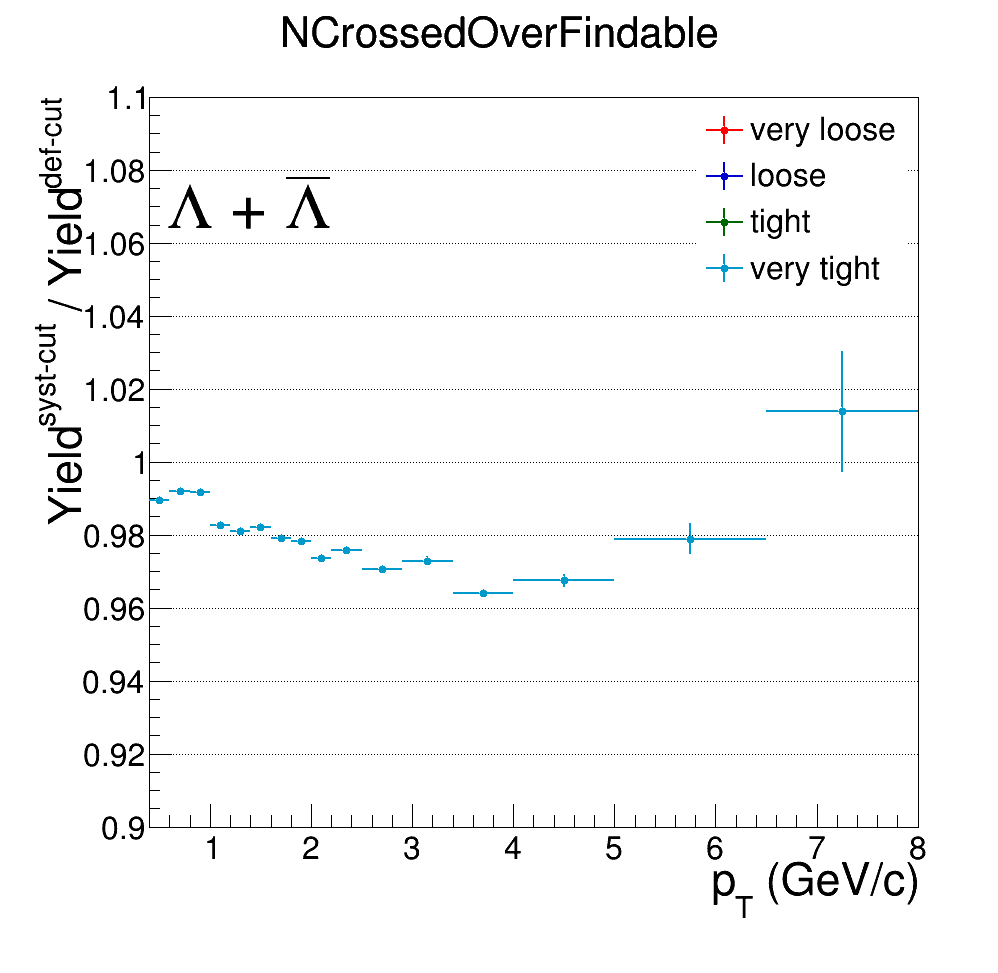 NCrossedOverFindable
Yield^syst-cut / Yield^def-cut
1.1
1.08
1.06
1.04
1.02
1
0.98
0.96
0.94
0.92
0.9
Λ + Λ̅
very loose
loose
tight
very tight
1 2 3 4 5 6 7 8
p_T (GeV/c)